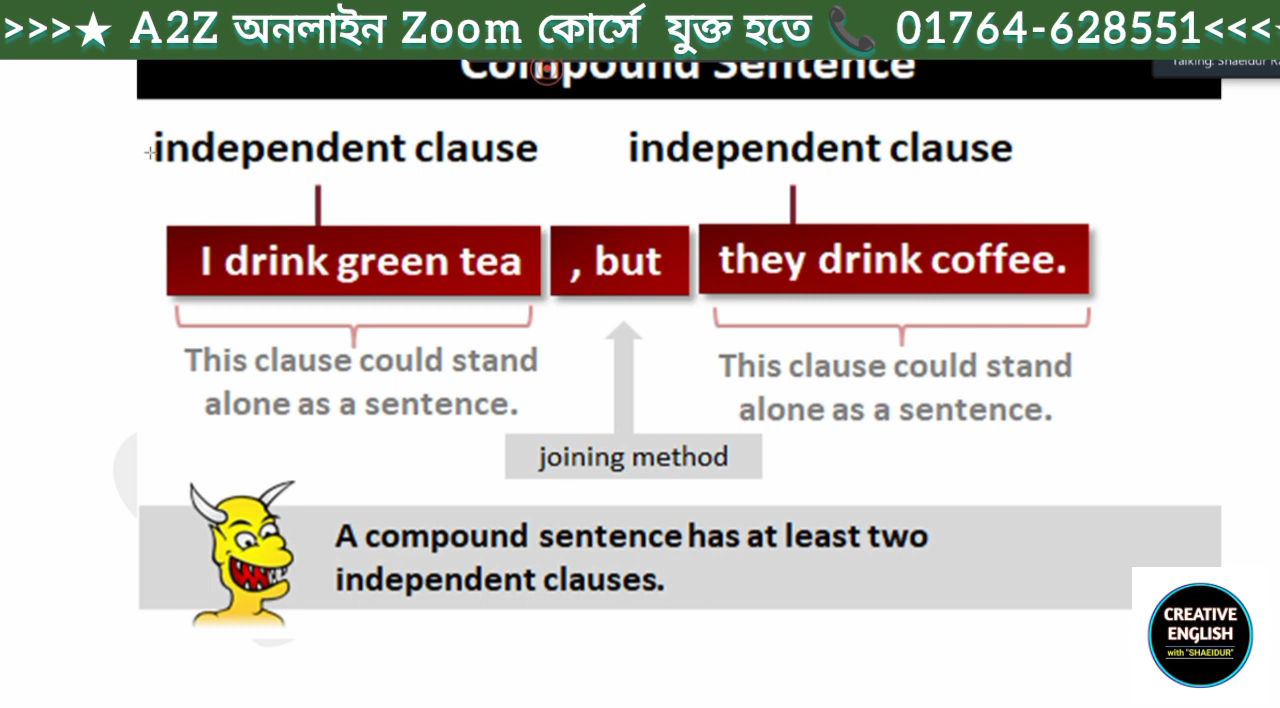 >>>★ A2Z অনলাইন Zoom কোর্সে যুক্ত হতে 📞 01764-628551<<<
Compound Sentence
Talking: Shaeidur R
independent clause independent clause
I drink green tea , but they drink coffee.
This clause could stand
alone as a sentence.
This clause could stand
alone as a sentence.
joining method
A compound sentence has at least two
independent clauses.
CREATIVE
ENGLISH
with "SHAEIDUR"